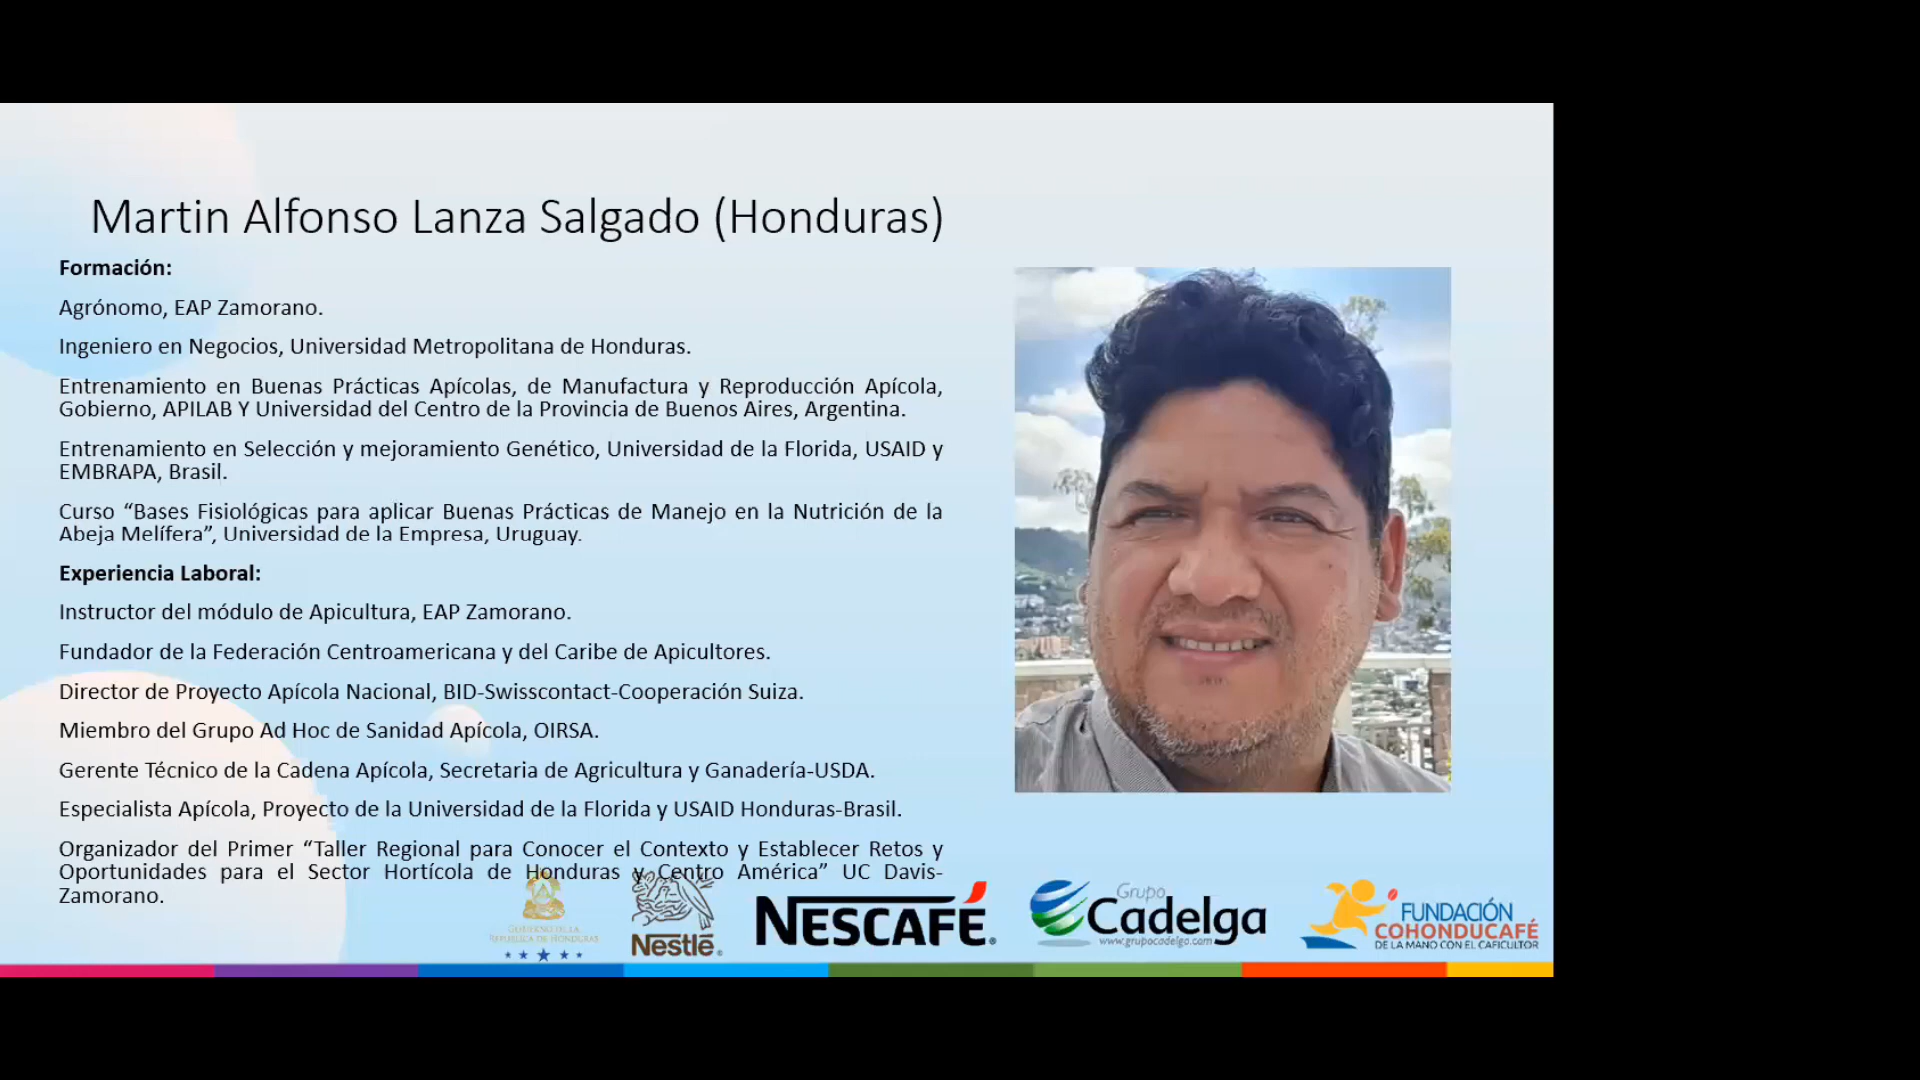 Martin Alfonso Lanza Salgado (Honduras)
Formación:
Agrónomo, EAP Zamorano.
Ingeniero en Negocios, Universidad Metropolitana de Honduras.
Entrenamiento en Buenas Prácticas Apícolas, de Manufactura y Reproducción Apícola,
Gobierno, APILAB Y Universidad del Centro de la Provincia de Buenos Aires, Argentina.
Entrenamiento en Selección y mejoramiento Genético, Universidad de la Florida, USAID y
EMBRAPA, Brasil.
Curso “Bases Fisiológicas para aplicar Buenas Prácticas de Manejo en la Nutrición de la
Abeja Melífera”, Universidad de la Empresa, Uruguay.
Experiencia Laboral:
Instructor del módulo de Apicultura, EAP Zamorano.
Fundador de la Federación Centroamericana y del Caribe de Apicultores.
Director de Proyecto Apícola Nacional, BID-Swisscontact-Cooperación Suiza.
Miembro del Grupo Ad Hoc de Sanidad Apícola, OIRSA.
Gerente Técnico de la Cadena Apícola, Secretaria de Agricultura y Ganadería-USDA.
Especialista Apícola, Proyecto de la Universidad de la Florida y USAID Honduras-Brasil.
Organizador del Primer “Taller Regional para Conocer el Contexto y Establecer Retos y
Oportunidades para el Sector Hortícola de Honduras y Centro América” UC Davis-
Zamorano.
GOBIERNO DE LA
REPÚBLICA DE HONDURAS
Nestlé®
NESCAFÉ®
Grupo
Cadelga
www.grupocadelga.com
FUNDACIÓN
COHONDUCAFÉ
DE LA MANO CON EL CAFICULTOR